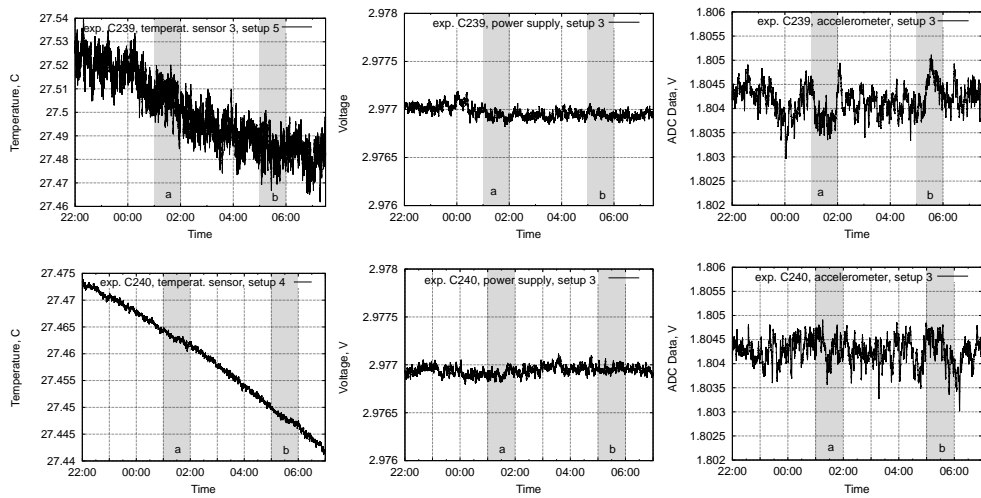 exp. C239, temperat. sensor 3, setup 5
27.54
27.53
27.52
27.51
27.5
27.49
27.48
27.47
27.46
Temperature, C
a
b
22:00 00:00 02:00 04:00 06:00
Time
exp. C239, power supply, setup 3
2.978
2.9775
2.977
2.9765
2.976
Voltage
a
b
22:00 00:00 02:00 04:00 06:00
Time
exp. C239, accelerometer, setup 3
1.806
1.8055
1.805
1.8045
1.804
1.8035
1.803
1.8025
1.802
ADC Data, V
a
b
22:00 00:00 02:00 04:00 06:00
Time
exp. C240, temperat. sensor, setup 4
27.475
27.47
27.465
27.46
27.455
27.45
27.445
27.44
Temperature, C
a
b
22:00 00:00 02:00 04:00 06:00
Time
exp. C240, power supply, setup 3
2.978
2.9775
2.977
2.9765
2.976
Voltage, V
a
b
22:00 00:00 02:00 04:00 06:00
Time
exp. C240, accelerometer, setup 3
1.806
1.8055
1.805
1.8045
1.804
1.8035
1.803
1.8025
1.802
ADC Data, V
a
b
22:00 00:00 02:00 04:00 06:00
Time